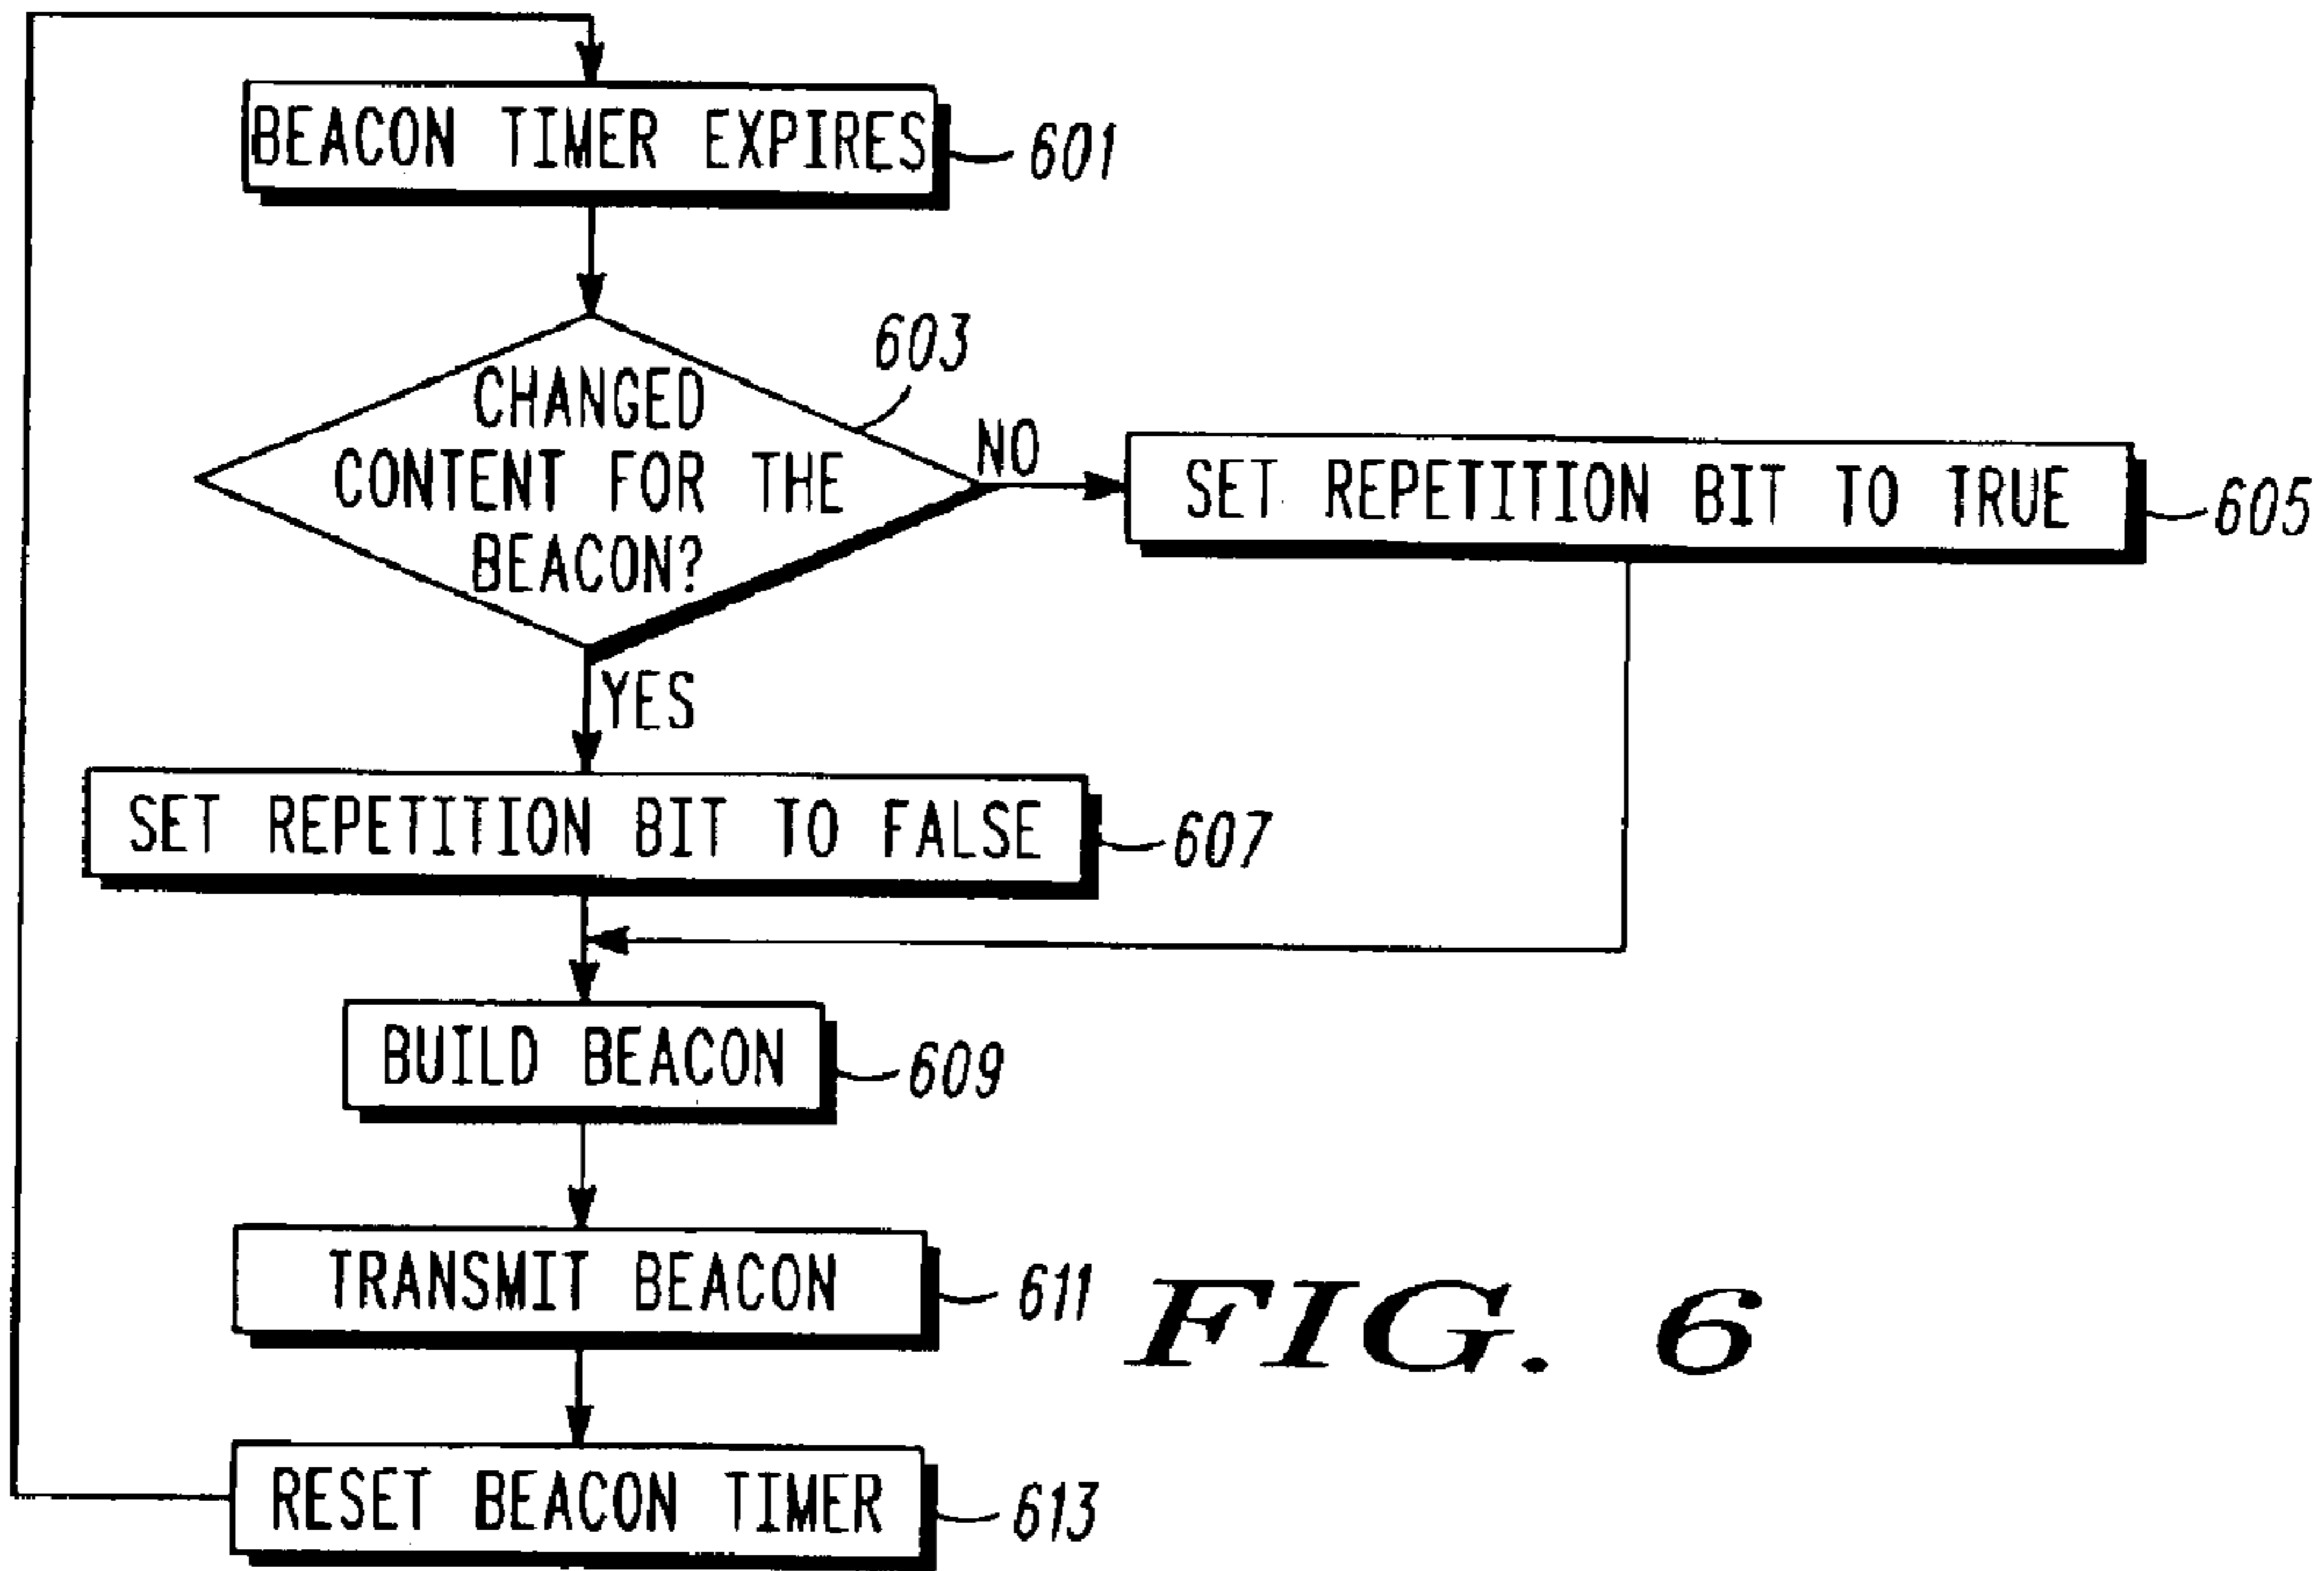 BEACON TIMER EXPIRES
601
603
CHANGED
CONTENT FOR THE
BEACON?
NO
SET REPETITION BIT TO TRUE
605
YES
SET REPETITION BIT TO FALSE
607
BUILD BEACON
609
TRANSMIT BEACON
611
FIG. 6
RESET BEACON TIMER
613